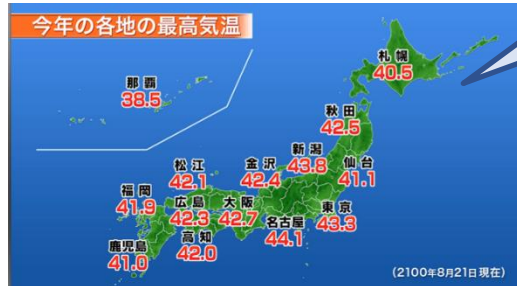 今年の各地の最高気温
札幌
40.5
那覇
38.5
秋田
42.5
新潟
43.8
仙台
41.1
金沢
42.4
松江
42.1
福岡
41.9
広島
42.3
大阪
42.7
東京
43.3
名古屋
44.1
高知
42.0
鹿児島
41.0
(2100年8月21日現在)